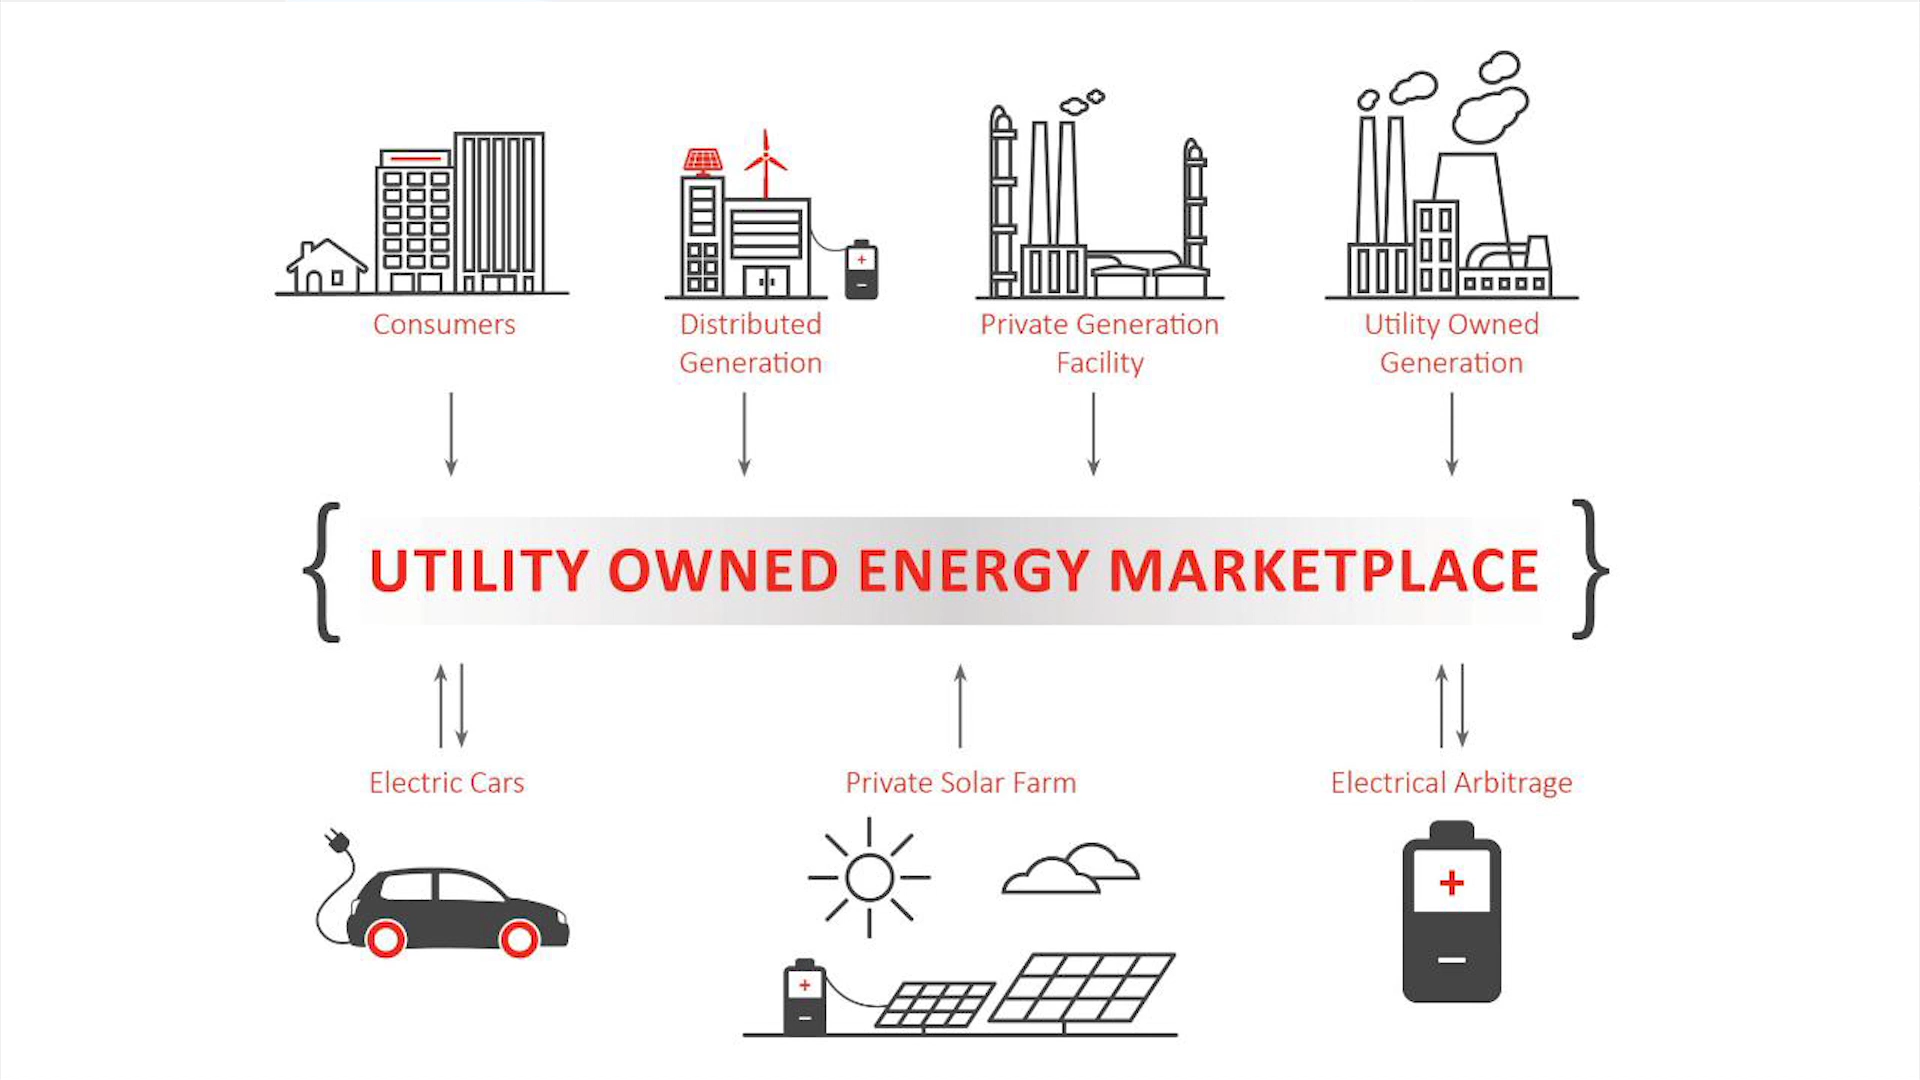 Consumers
Distributed
Generation
Private Generation
Facility
Utility Owned
Generation
{ UTILITY OWNED ENERGY MARKETPLACE }
Electric Cars
Private Solar Farm
Electrical Arbitrage